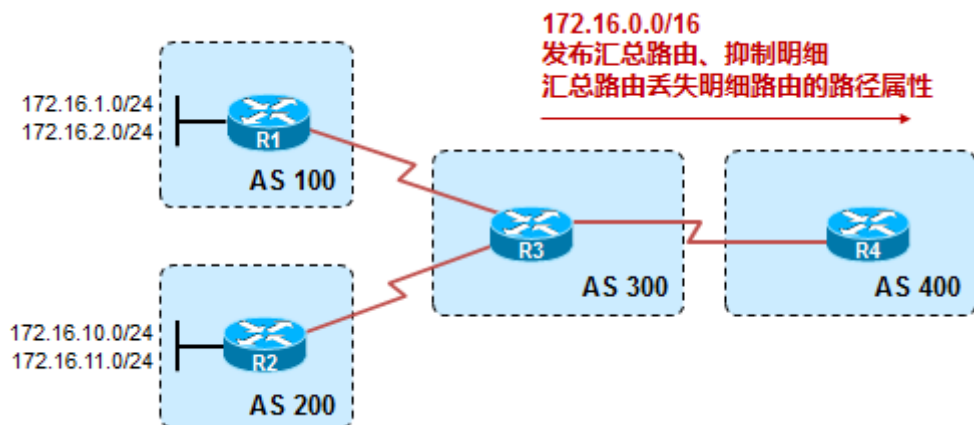 172.16.0.0/16
发布汇总路由、抑制明细
汇总路由丢失明细路由的路径属性
172.16.1.0/24
172.16.2.0/24
R1
AS 100
R3
AS 300
R4
AS 400
172.16.10.0/24
172.16.11.0/24
R2
AS 200